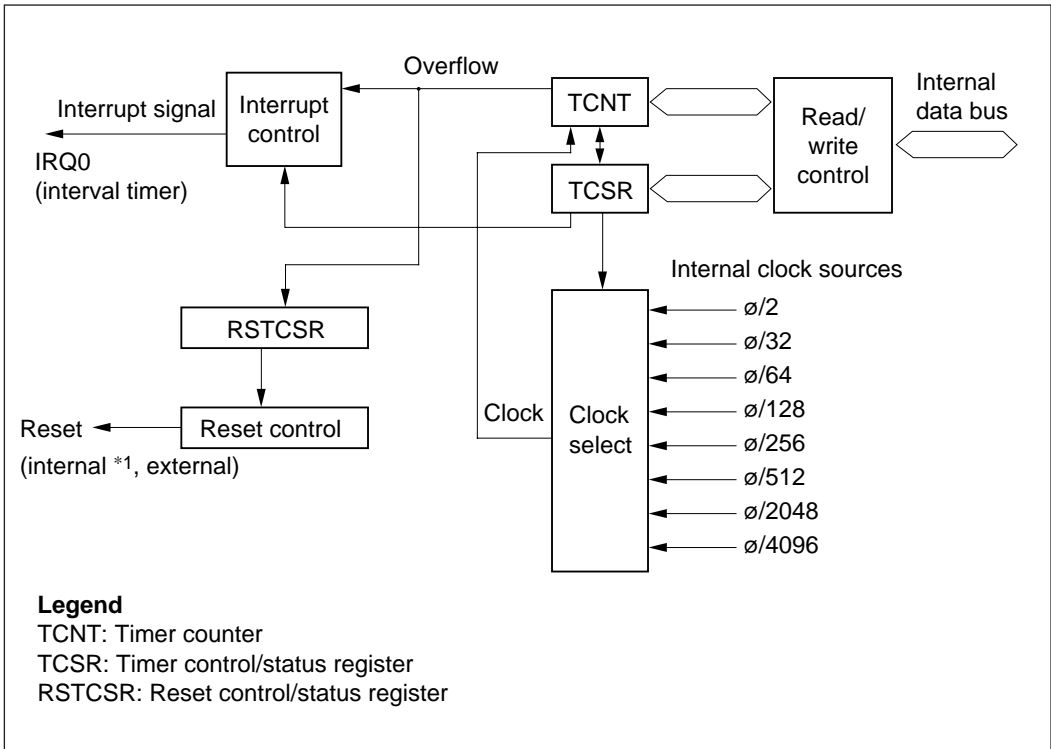 Overflow
Interrupt signal
Interrupt
control
IRQ0
(interval timer)
TCNT
TCSR
Read/
write
control
Internal
data bus
Internal clock sources
RSTCSR
Reset control
Reset
(internal *1, external)
Clock
Clock
select
ø/2
ø/32
ø/64
ø/128
ø/256
ø/512
ø/2048
ø/4096
Legend
TCNT: Timer counter
TCSR: Timer control/status register
RSTCSR: Reset control/status register